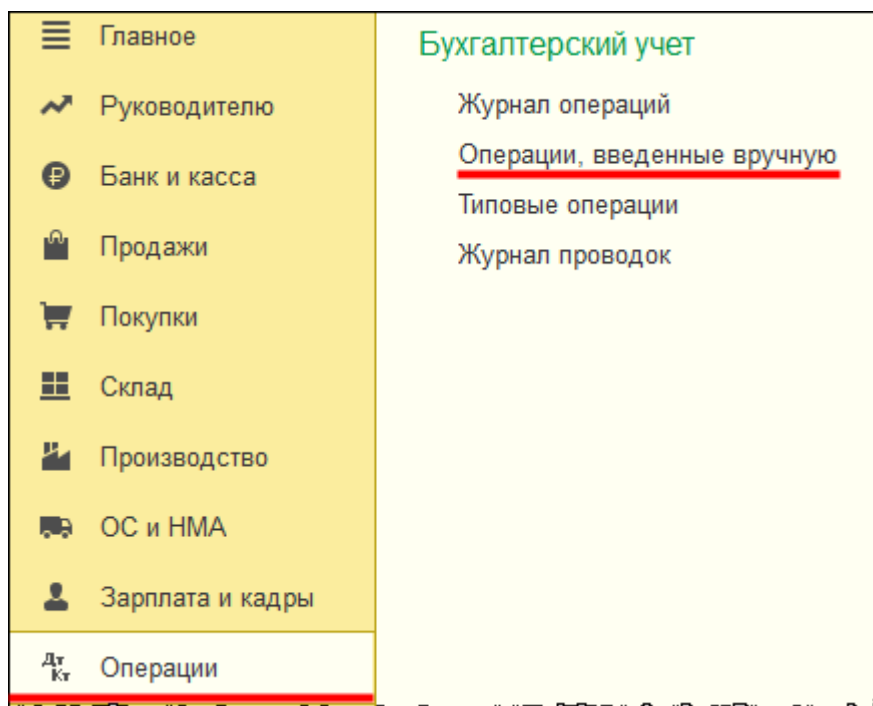 Главное
Руководителю
Банк и касса
Продажи
Покупки
Склад
Производство
ОС и НМА
Зарплата и кадры
Дт Кт Операции
Бухгалтерский учет
Журнал операций
Операции, введенные вручную
Типовые операции
Журнал проводок